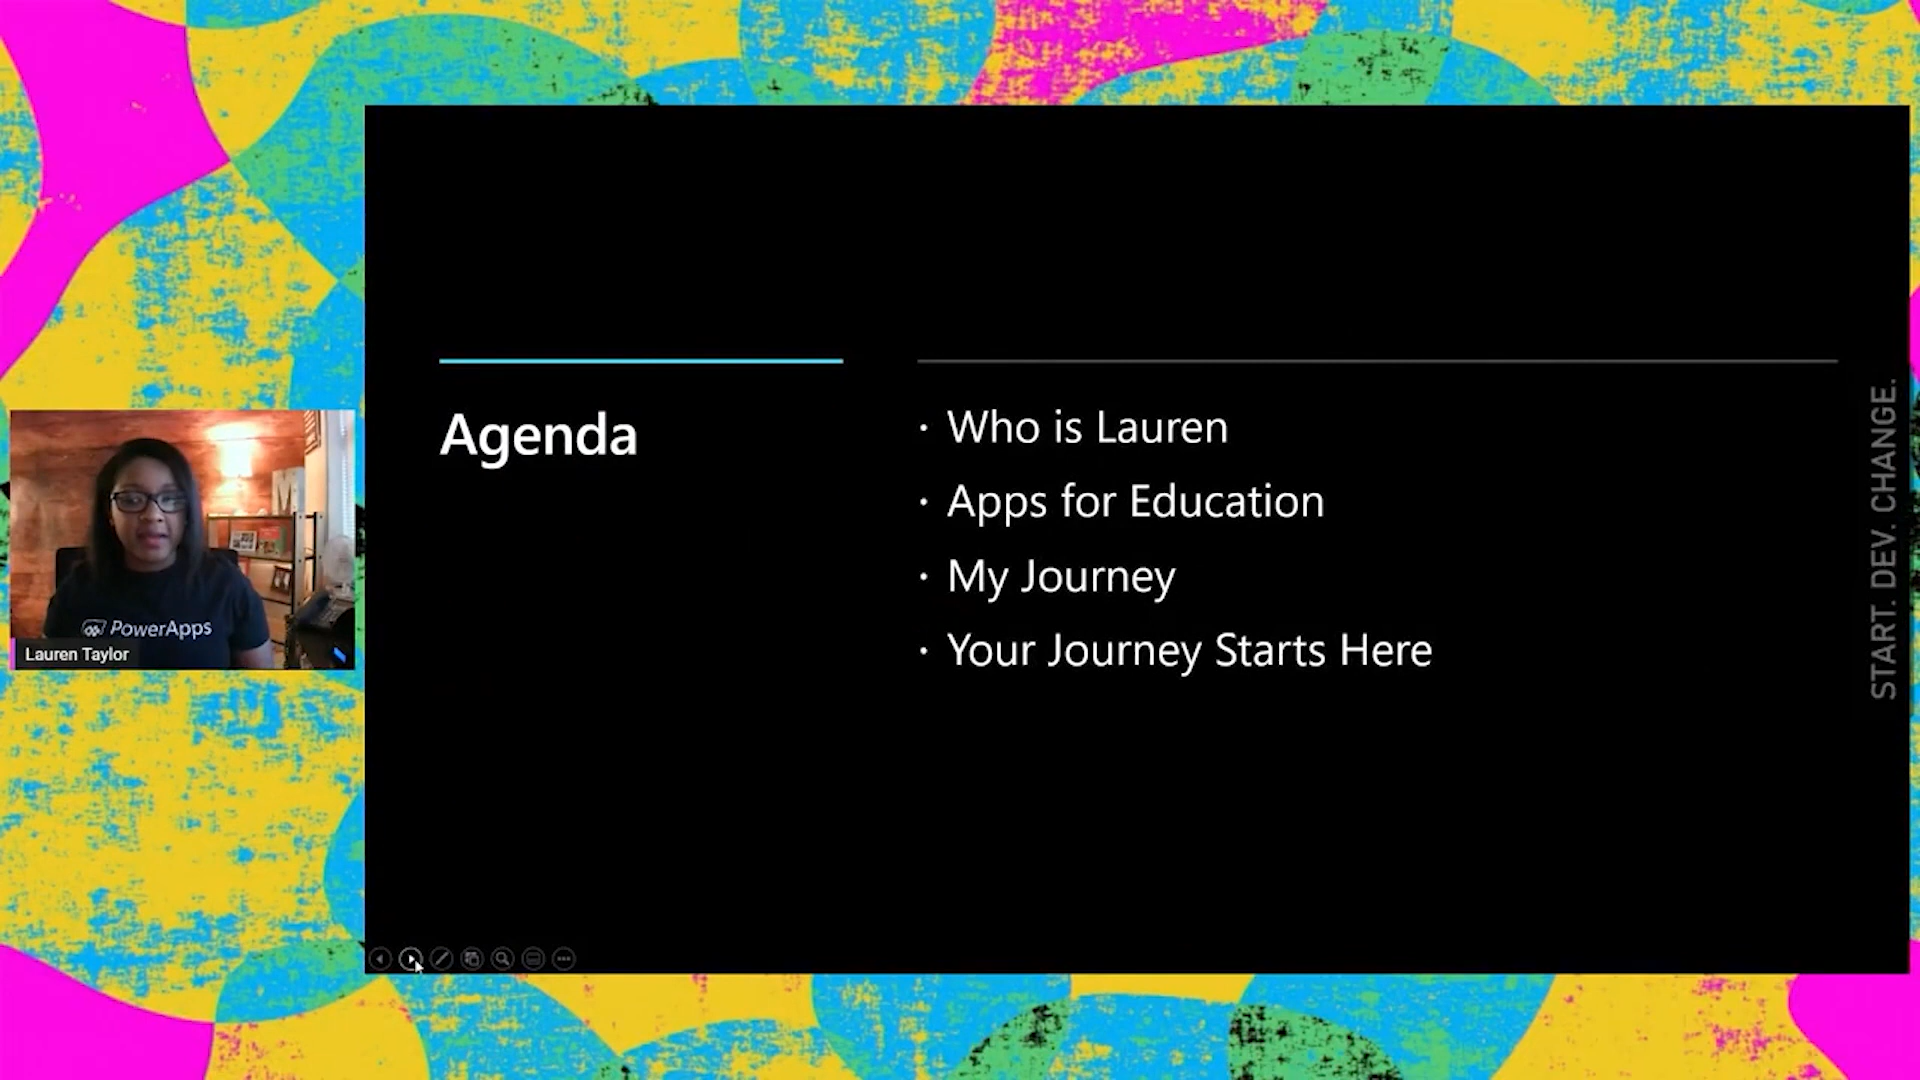 Agenda
· Who is Lauren
· Apps for Education
· My Journey
· Your Journey Starts Here
START. DEV. CHANGE.
M
PowerApps
Lauren Taylor